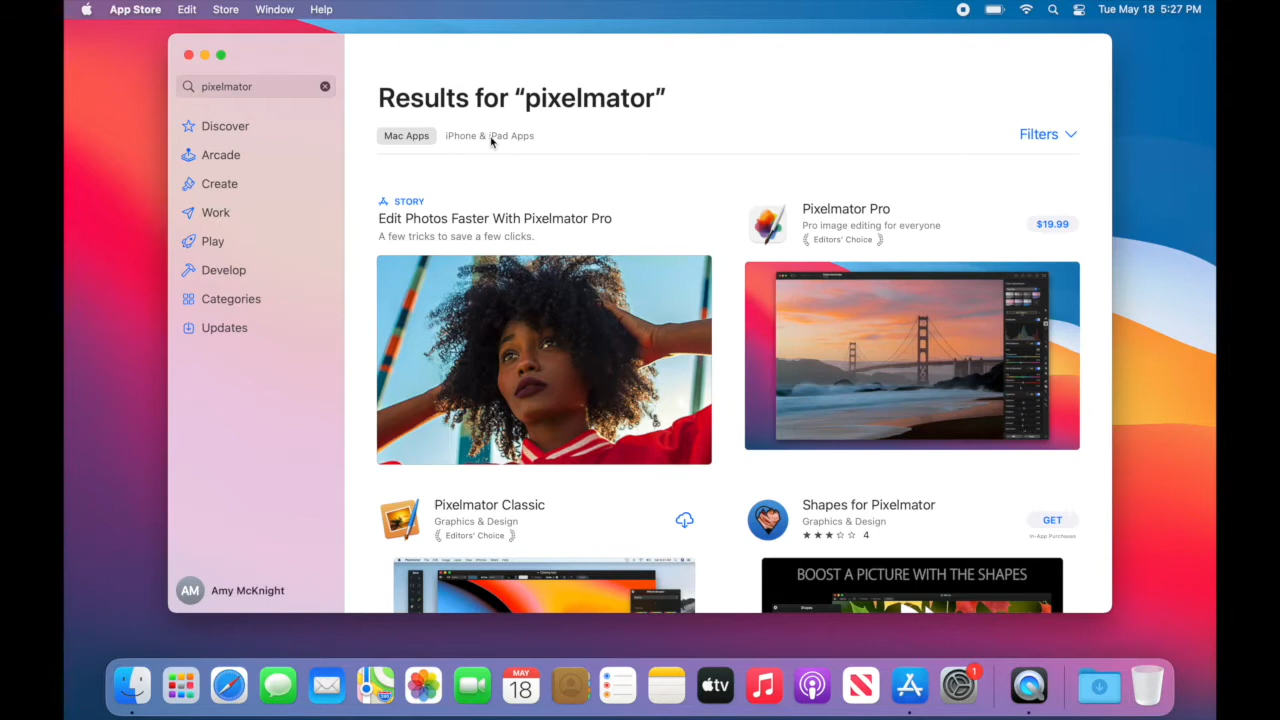 App Store Edit Store Window Help
Tue May 18 5:27 PM
pixelmator
Discover
Arcade
Create
Work
Play
Develop
Categories
Updates
AM Amy McKnight
Results for “pixelmator”
Mac Apps iPhone & iPad Apps
Filters
STORY
Edit Photos Faster With Pixelmator Pro
A few tricks to save a few clicks.
Pixelmator Pro
Pro image editing for everyone
Editors’ Choice
$19.99
Pixelmator Classic
Graphics & Design
Editors’ Choice
Shapes for Pixelmator
Graphics & Design
4
GET
In-App Purchases
BOOST A PICTURE WITH THE SHAPES
Shapes
MAY
18
tv
1